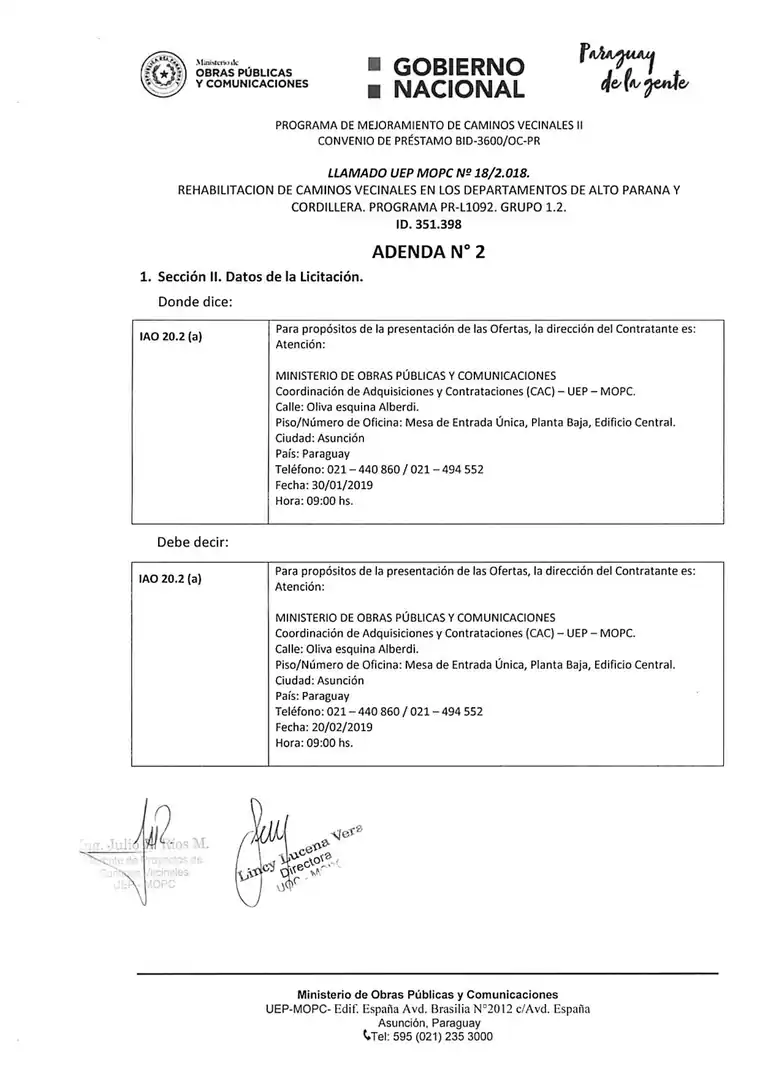 Ministerio de
OBRAS PÚBLICAS
Y COMUNICACIONES
GOBIERNO
NACIONAL
Paraguay
de la gente
PROGRAMA DE MEJORAMIENTO DE CAMINOS VECINALES II
CONVENIO DE PRÉSTAMO BID-3600/OC-PR
LLAMADO UEP MOPC Nº 18/2.018.
REHABILITACION DE CAMINOS VECINALES EN LOS DEPARTAMENTOS DE ALTO PARANA Y
CORDILLERA. PROGRAMA PR-L1092. GRUPO 1.2.
ID. 351.398
ADENDA N° 2
1. Sección II. Datos de la Licitación.
Donde dice:
IAO 20.2 (a)
Para propósitos de la presentación de las Ofertas, la dirección del Contratante es:
Atención:
MINISTERIO DE OBRAS PÚBLICAS Y COMUNICACIONES
Coordinación de Adquisiciones y Contrataciones (CAC) – UEP – MOPC.
Calle: Oliva esquina Alberdi.
Piso/Número de Oficina: Mesa de Entrada Única, Planta Baja, Edificio Central.
Ciudad: Asunción
País: Paraguay
Teléfono: 021 – 440 860 / 021 – 494 552
Fecha: 30/01/2019
Hora: 09:00 hs.
Debe decir:
IAO 20.2 (a)
Para propósitos de la presentación de las Ofertas, la dirección del Contratante es:
Atención:
MINISTERIO DE OBRAS PÚBLICAS Y COMUNICACIONES
Coordinación de Adquisiciones y Contrataciones (CAC) – UEP – MOPC.
Calle: Oliva esquina Alberdi.
Piso/Número de Oficina: Mesa de Entrada Única, Planta Baja, Edificio Central.
Ciudad: Asunción
País: Paraguay
Teléfono: 021 – 440 860 / 021 – 494 552
Fecha: 20/02/2019
Hora: 09:00 hs.
Ing. Julio Ríos M.
MOPC
Lincy Lucena Vera
Directora
Ministerio de Obras Públicas y Comunicaciones
UEP-MOPC- Edif. España Avd. Brasilia N°2012 c/Avd. España
Asunción, Paraguay
Tel: 595 (021) 235 3000